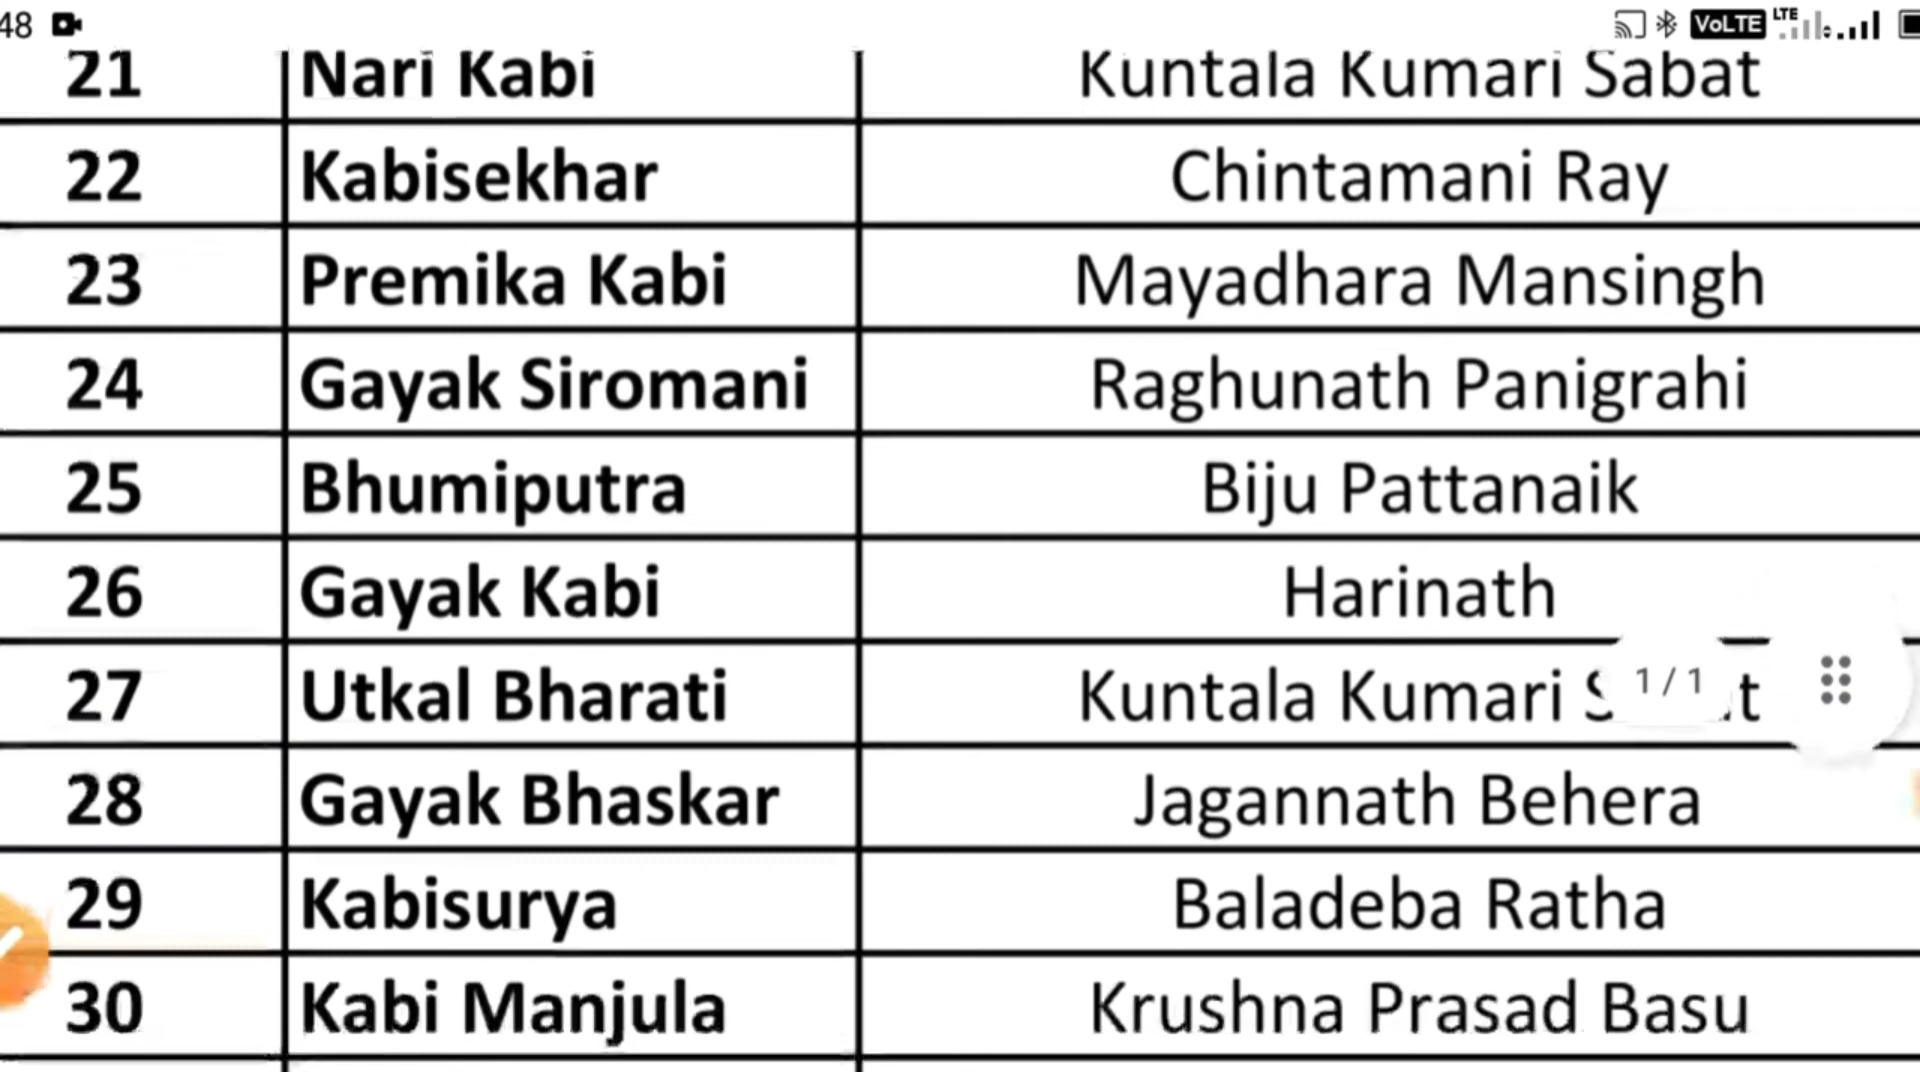 48 VoLTE LTE
21 Nari Kabi Kuntala Kumari Sabat
22 Kabisekhar Chintamani Ray
23 Premika Kabi Mayadhara Mansingh
24 Gayak Siromani Raghunath Panigrahi
25 Bhumiputra Biju Pattanaik
26 Gayak Kabi Harinath
27 Utkal Bharati Kuntala Kumari 1 / 1
28 Gayak Bhaskar Jagannath Behera
29 Kabisurya Baladeba Ratha
30 Kabi Manjula Krushna Prasad Basu